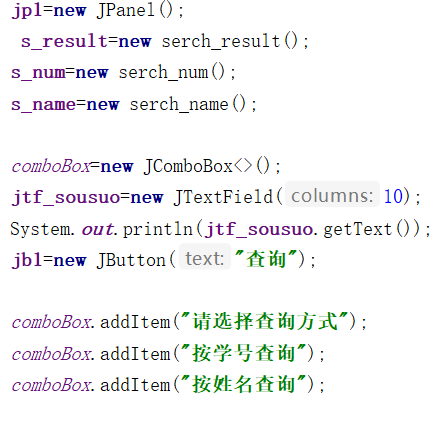 jp1=new JPanel();
s_result=new serch_result();
s_num=new serch_num();
s_name=new serch_name();
comboBox=new JComboBox<>();
jtf_sousuo=new JTextField( columns: 10);
System.out.println(jtf_sousuo.getText());
jb1=new JButton( text: "查询");
comboBox.addItem("请选择查询方式");
comboBox.addItem("按学号查询");
comboBox.addItem("按姓名查询");